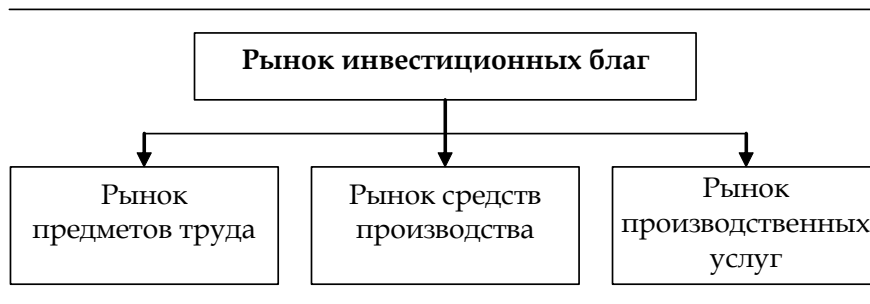 Рынок инвестиционных благ
Рынок
предметов труда
Рынок средств
производства
Рынок
производственных
услуг